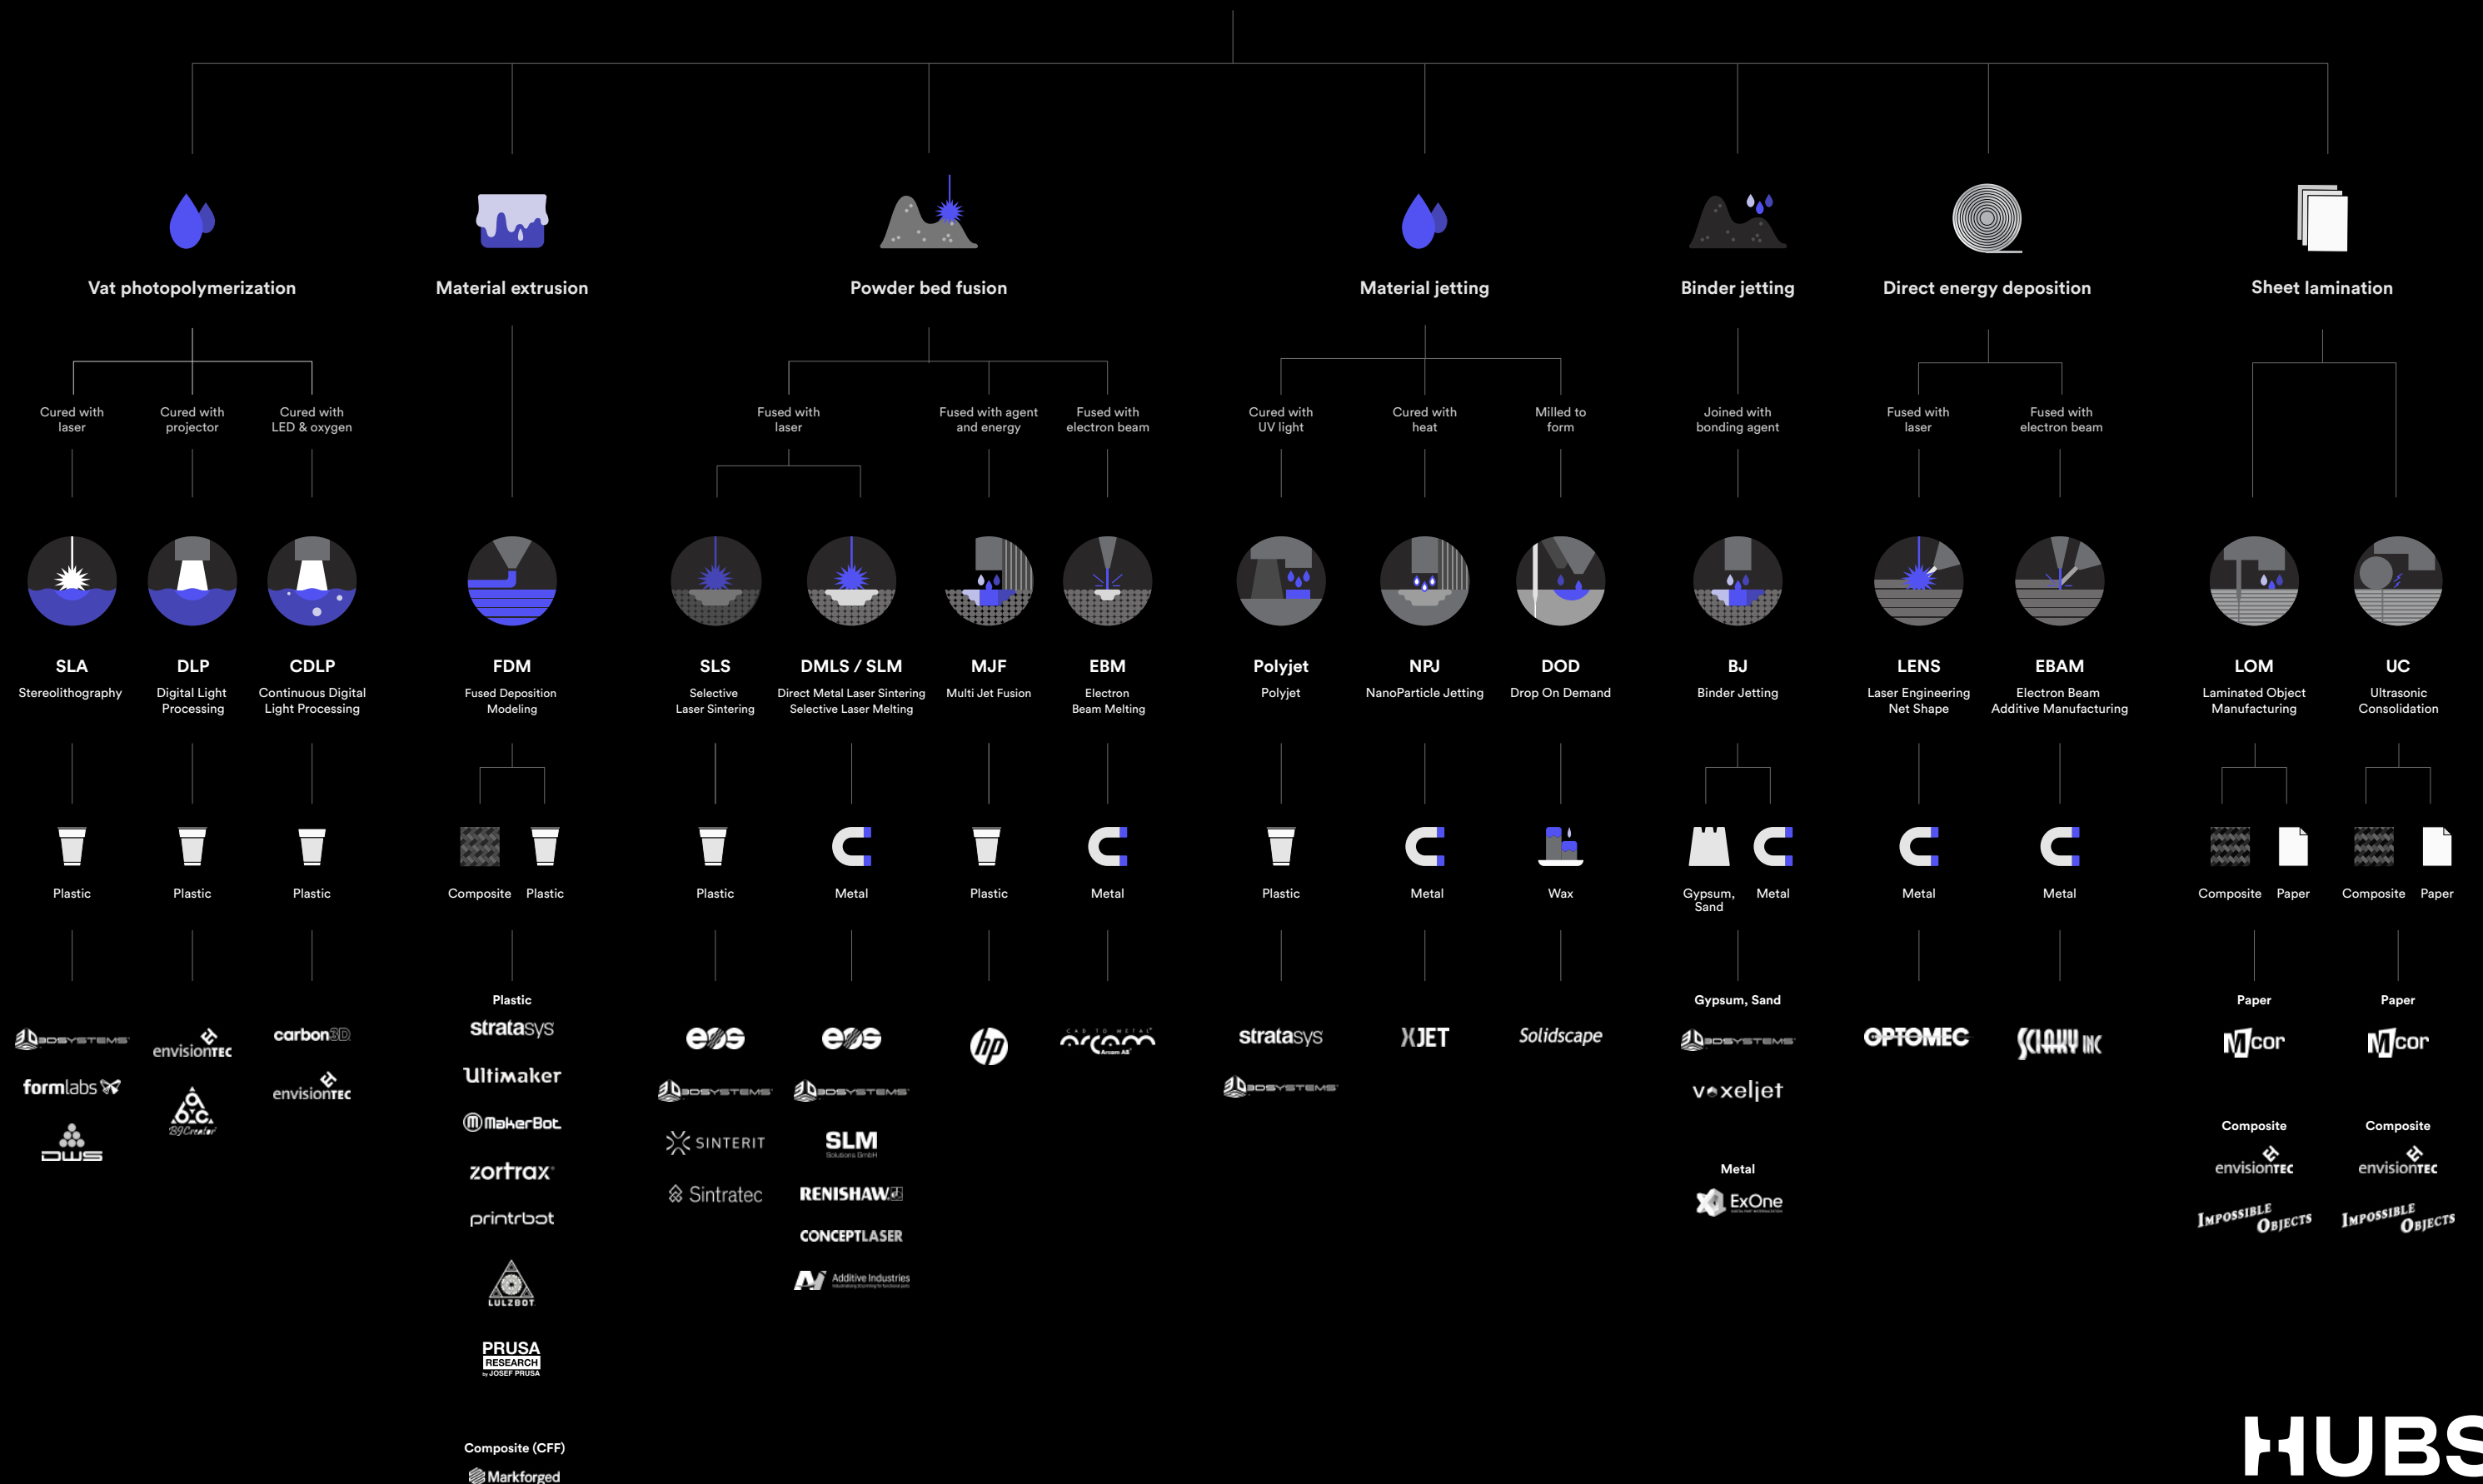 Vat photopolymerization
Material extrusion
Powder bed fusion
Material jetting
Binder jetting
Direct energy deposition
Sheet lamination
Cured with
laser
Cured with
projector
Cured with
LED & oxygen
Fused with
laser
Fused with agent
and energy
Fused with
electron beam
Cured with
UV light
Cured with
heat
Milled to
form
Joined with
bonding agent
Fused with
laser
Fused with
electron beam
SLA
Stereolithography
DLP
Digital Light
Processing
CDLP
Continuous Digital
Light Processing
FDM
Fused Deposition
Modeling
SLS
Selective
Laser Sintering
DMLS / SLM
Direct Metal Laser Sintering
Selective Laser Melting
MJF
Multi Jet Fusion
EBM
Electron
Beam Melting
Polyjet
Polyjet
NPJ
NanoParticle Jetting
DOD
Drop On Demand
BJ
Binder Jetting
LENS
Laser Engineering
Net Shape
EBAM
Electron Beam
Additive Manufacturing
LOM
Laminated Object
Manufacturing
UC
Ultrasonic
Consolidation
Plastic
Plastic
Plastic
Composite
Plastic
Plastic
Metal
Plastic
Metal
Plastic
Metal
Wax
Gypsum,
Sand
Metal
Metal
Metal
Composite
Paper
Composite
Paper
3DSYSTEMS
formlabs
DWS
envisionTEC
B9Creator
carbon3D
envisionTEC
Plastic
stratasys
Ultimaker
MakerBot
zortrax
printrbot
LULZBOT
PRUSA
RESEARCH
by JOSEF PRUSA
Composite (CFF)
Markforged
eos
3DSYSTEMS
SINTERIT
Sintratec
eos
3DSYSTEMS
SLM
Solutions GmbH
RENISHAW
CONCEPTLASER
Additive Industries
hp
CAD TO METAL
arcam
Arcam AB
stratasys
3DSYSTEMS
XJET
Solidscape
Gypsum, Sand
3DSYSTEMS
voxeljet
Metal
ExOne
OPTOMEC
SCIAKY INC
Paper
Mcor
Composite
envisionTEC
IMPOSSIBLE
OBJECTS
Paper
Mcor
Composite
envisionTEC
IMPOSSIBLE
OBJECTS
HUBS